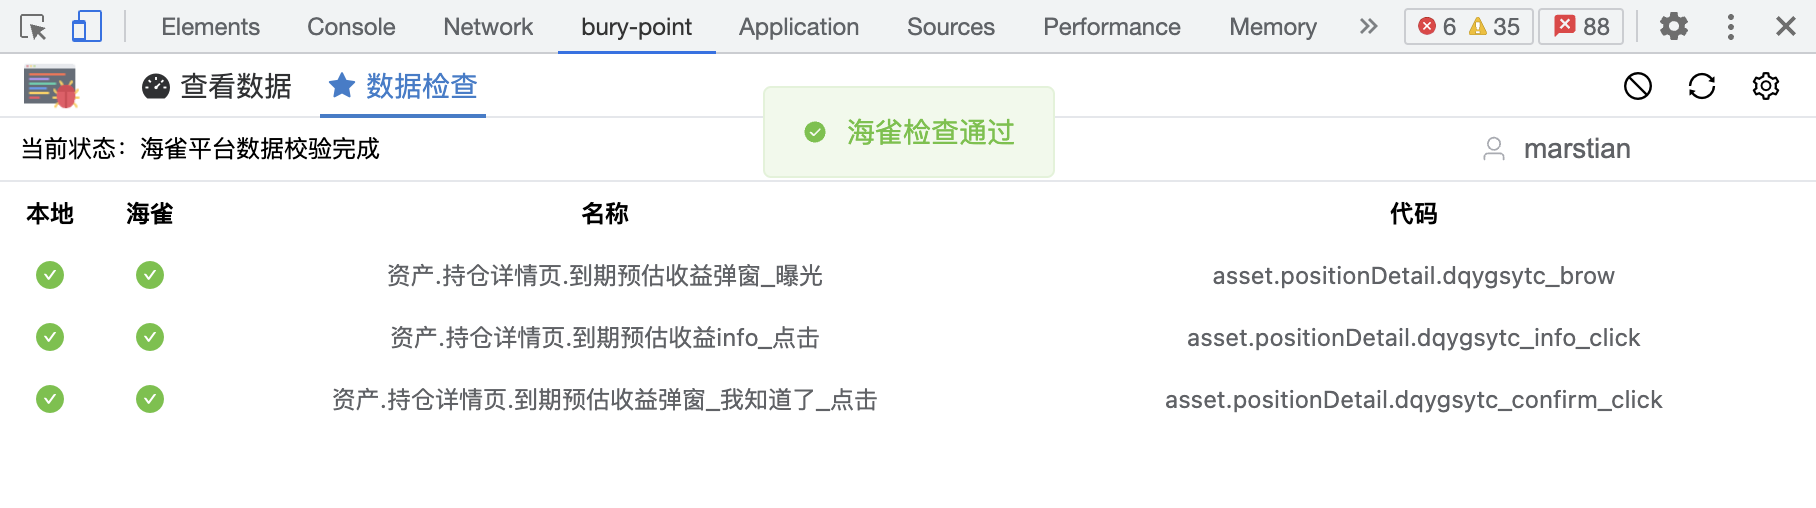 Elements Console Network bury-point Application Sources Performance Memory » 6 35 88
查看数据 数据检查
海雀检查通过
当前状态：海雀平台数据校验完成 marstian
本地 海雀 名称 代码
资产.持仓详情页.到期预估收益弹窗_曝光 asset.positionDetail.dqygsytc_brow
资产.持仓详情页.到期预估收益info_点击 asset.positionDetail.dqygsytc_info_click
资产.持仓详情页.到期预估收益弹窗_我知道了_点击 asset.positionDetail.dqygsytc_confirm_click